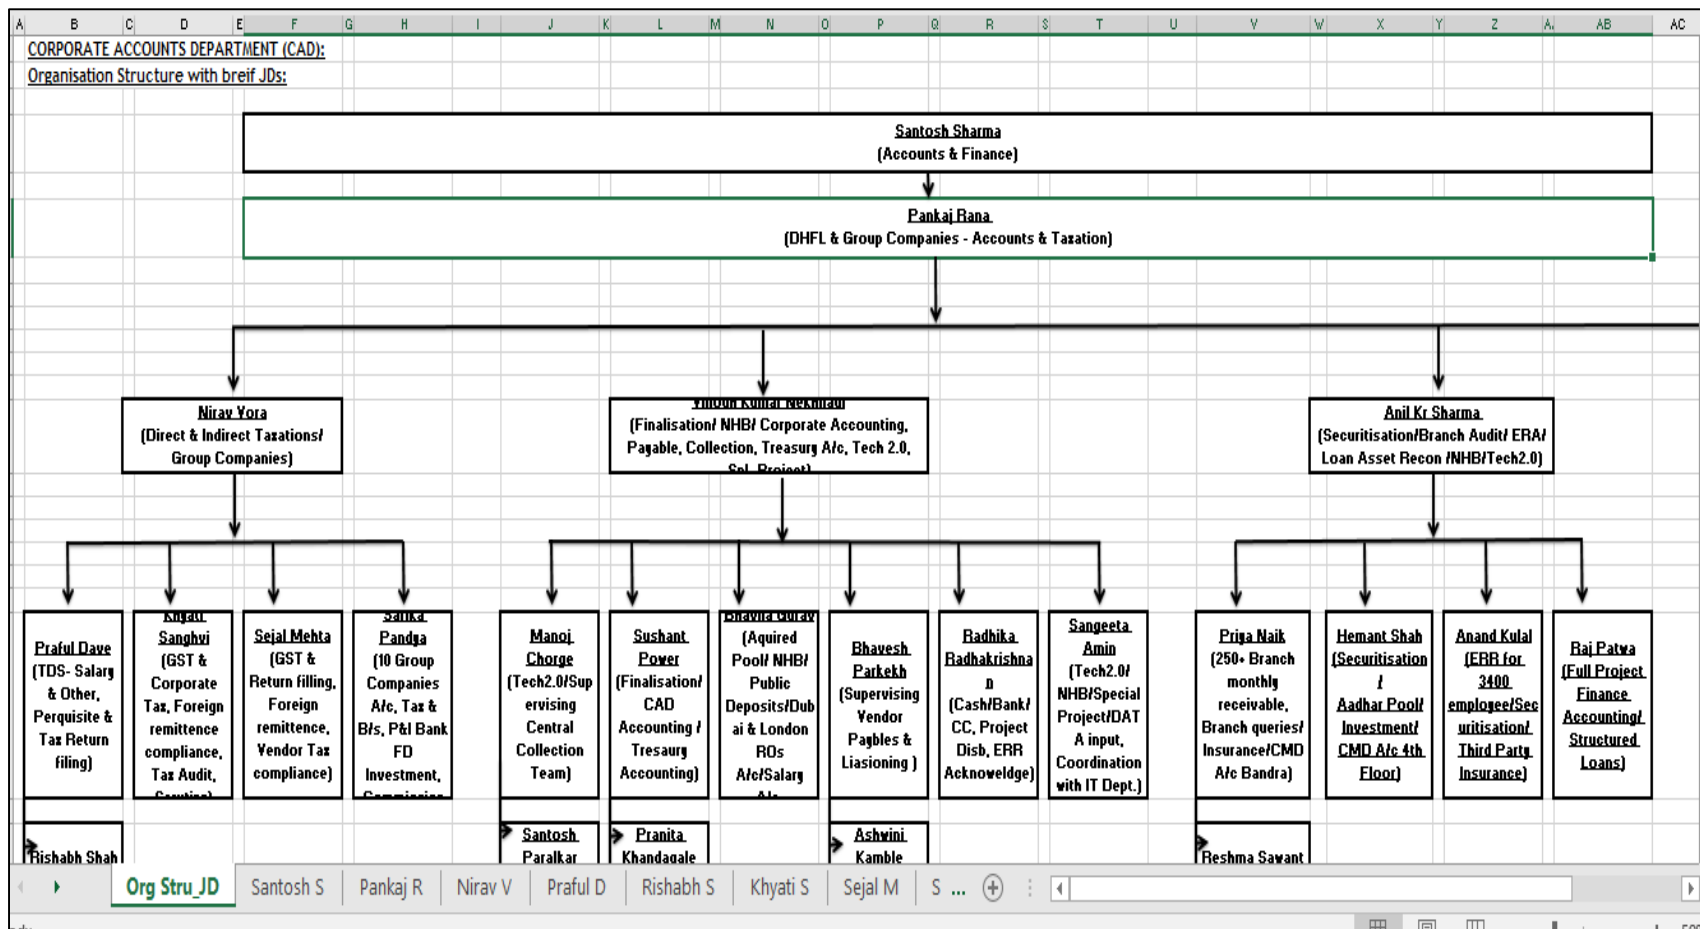 A B C D E F G H I J K L M N O P Q R S T U V W X Y Z A. AB AC
CORPORATE ACCOUNTS DEPARTMENT (CAD):
Organisation Structure with breif JDs:
Santosh Sharma
(Accounts & Finance)
Pankaj Rana
(DHFL & Group Companies - Accounts & Taxation)
Nirav Vora
(Direct & Indirect Taxations/
Group Companies)
Kumar
(Finalisation/ NHB/ Corporate Accounting,
Payable, Collection, Treasury A/c, Tech 2.0,
Spl. Project)
Anil Kr Sharma
(Securitisation/Branch Audit/ ERA/
Loan Asset Recon /NHB/Tech2.0)
Praful Dave
(TDS- Salary
& Other,
Perquisite &
Tax Return
filing)
Khyati
Sanghvi
(GST &
Corporate
Tax, Foreign
remittence
compliance,
Tax Audit,
Sejal Mehta
(GST &
Return filling,
Foreign
remittence,
Vendor Tax
compliance)
Pandya
(10 Group
Companies
A/c, Tax &
B/s, P&l Bank
FD
Investment,
Commission
Manoj
Chorge
(Tech2.0/Sup
ervising
Central
Collection
Team)
Sushant
Power
(Finalisation/
CAD
Accounting /
Tresaury
Accounting)
Bhavita Gurav
(Aquired
Pool/ NHB/
Public
Deposits/Dub
ai & London
ROs
A/c/Salary
A/c
Bhavesh
Parkekh
(Supervising
Vendor
Paybles &
Liasioning )
Radhika
Radhakrishna
n
(Cash/Bank/
CC, Project
Disb, ERR
Acknoweldge)
Sangeeta
Amin
(Tech2.0/
NHB/Special
Project/DAT
A input,
Coordination
with IT Dept.)
Priya Naik
(250+ Branch
monthly
receivable,
Branch queries/
Insurance/CMD
A/c Bandra)
Hemant Shah
(Securitisation
/
Aadhar Pool/
Investment/
CMD A/c 4th
Floor)
Anand Kulal
(ERR for
3400
employee/Sec
uritisation/
Third Party
Insurance)
Raj Patwa
(Full Project
Finance
Accounting/
Structured
Loans)
Rishabh Shah
Santosh
Paralkar
Pranita
Khandagale
Ashwini
Kamble
Reshma Sawant
Org Stru_JD Santosh S Pankaj R Nirav V Praful D Rishabh S Khyati S Sejal M S ...